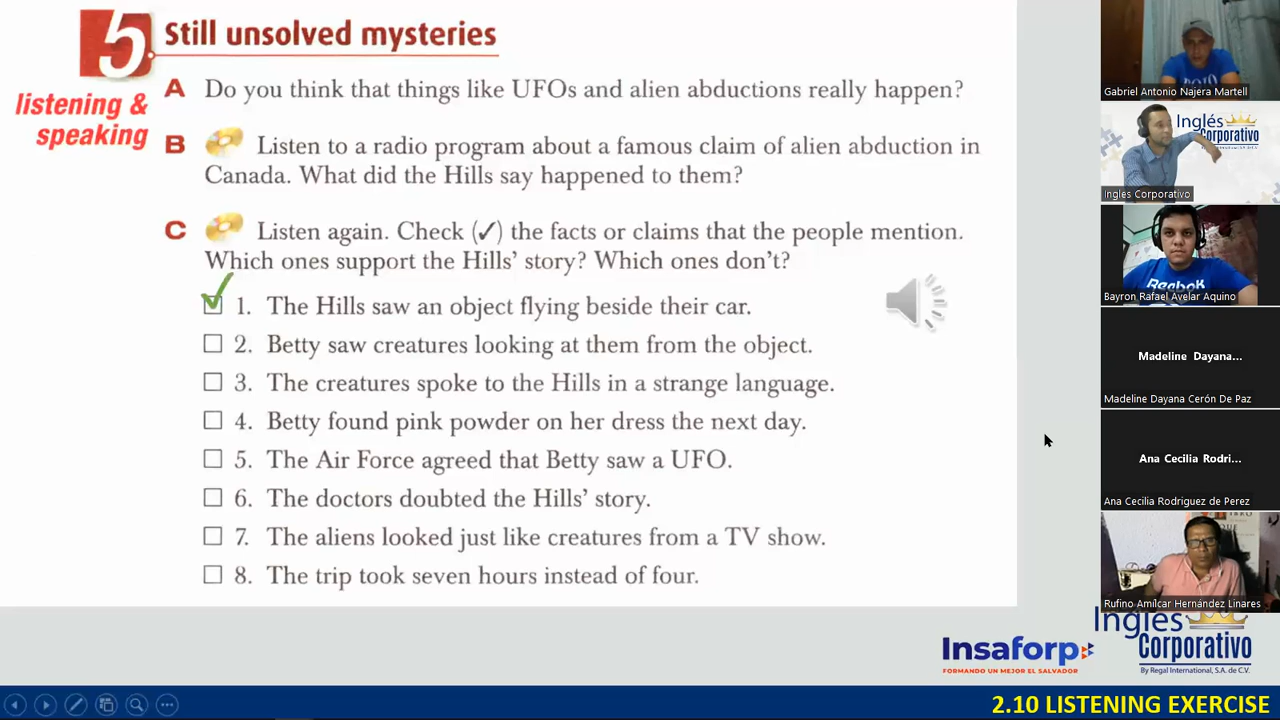 5
Still unsolved mysteries
listening &
speaking
A Do you think that things like UFOs and alien abductions really happen?
B Listen to a radio program about a famous claim of alien abduction in
Canada. What did the Hills say happened to them?
C Listen again. Check (✓) the facts or claims that the people mention.
Which ones support the Hills' story? Which ones don't?
1. The Hills saw an object flying beside their car.
2. Betty saw creatures looking at them from the object.
3. The creatures spoke to the Hills in a strange language.
4. Betty found pink powder on her dress the next day.
5. The Air Force agreed that Betty saw a UFO.
6. The doctors doubted the Hills' story.
7. The aliens looked just like creatures from a TV show.
8. The trip took seven hours instead of four.
Gabriel Antonio Najera Martell
Inglés
Corporativo
Ingles Corporativo
Reebok
Bayron Rafael Avelar Aquino
Madeline Dayana...
Madeline Dayana Cerón De Paz
Ana Cecilia Rodri...
Ana Cecilia Rodriguez de Perez
Rufino Amílcar Hernández Linares
Insaforp
FORMANDO UN MEJOR EL SALVADOR
Inglés
Corporativo
By Regal International, S.A. de C.V.
2.10 LISTENING EXERCISE